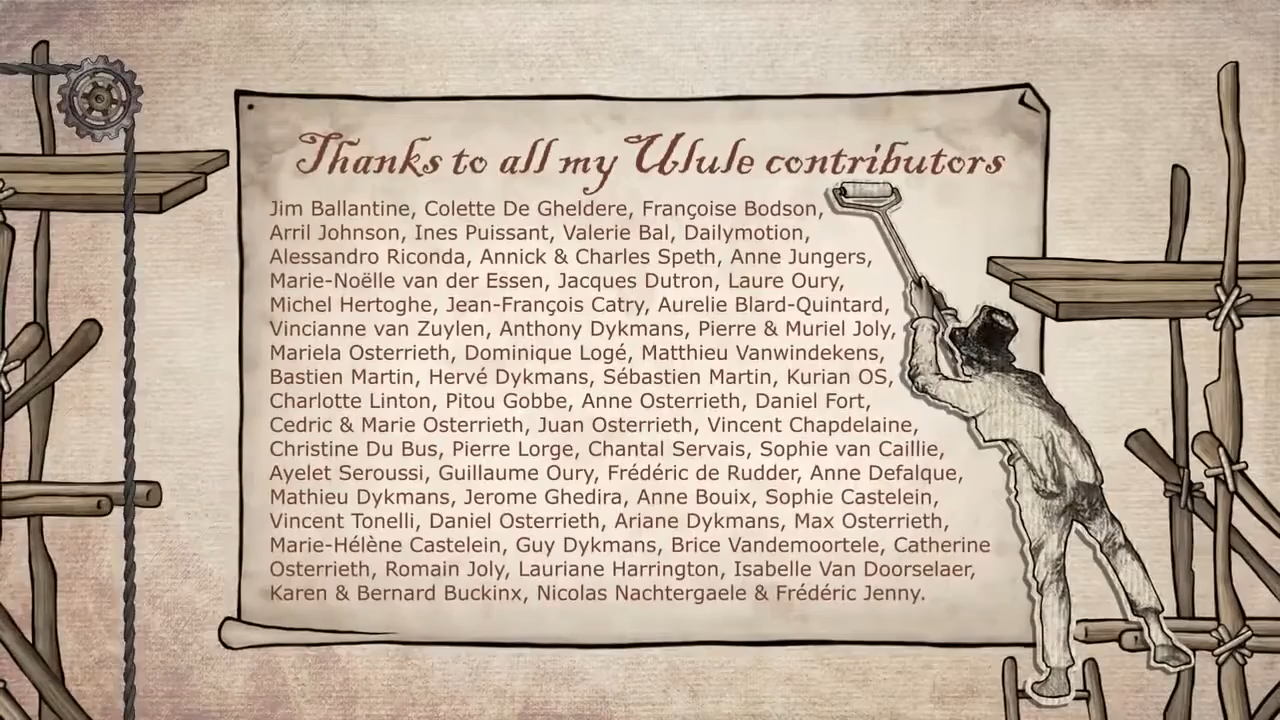 Thanks to all my Ulule contributors
Jim Ballantine, Colette De Gheldere, Françoise Bodson,
Arril Johnson, Ines Puissant, Valerie Bal, Dailymotion,
Alessandro Riconda, Annick & Charles Speth, Anne Jungers,
Marie-Noëlle van der Essen, Jacques Dutron, Laure Oury,
Michel Hertoghe, Jean-François Catry, Aurelie Blard-Quintard,
Vincianne van Zuylen, Anthony Dykmans, Pierre & Muriel Joly,
Mariela Osterrieth, Dominique Logé, Matthieu Vanwindekens,
Bastien Martin, Hervé Dykmans, Sébastien Martin, Kurian OS,
Charlotte Linton, Pitou Gobbe, Anne Osterrieth, Daniel Fort,
Cedric & Marie Osterrieth, Juan Osterrieth, Vincent Chapdelaine,
Christine Du Bus, Pierre Lorge, Chantal Servais, Sophie van Caillie,
Ayelet Seroussi, Guillaume Oury, Frédéric de Rudder, Anne Defalque,
Mathieu Dykmans, Jerome Ghedira, Anne Bouix, Sophie Castelein,
Vincent Tonelli, Daniel Osterrieth, Ariane Dykmans, Max Osterrieth,
Marie-Hélène Castelein, Guy Dykmans, Brice Vandemoortele, Catherine
Osterrieth, Romain Joly, Lauriane Harrington, Isabelle Van Doorselaer,
Karen & Bernard Buckinx, Nicolas Nachtergaele & Frédéric Jenny.